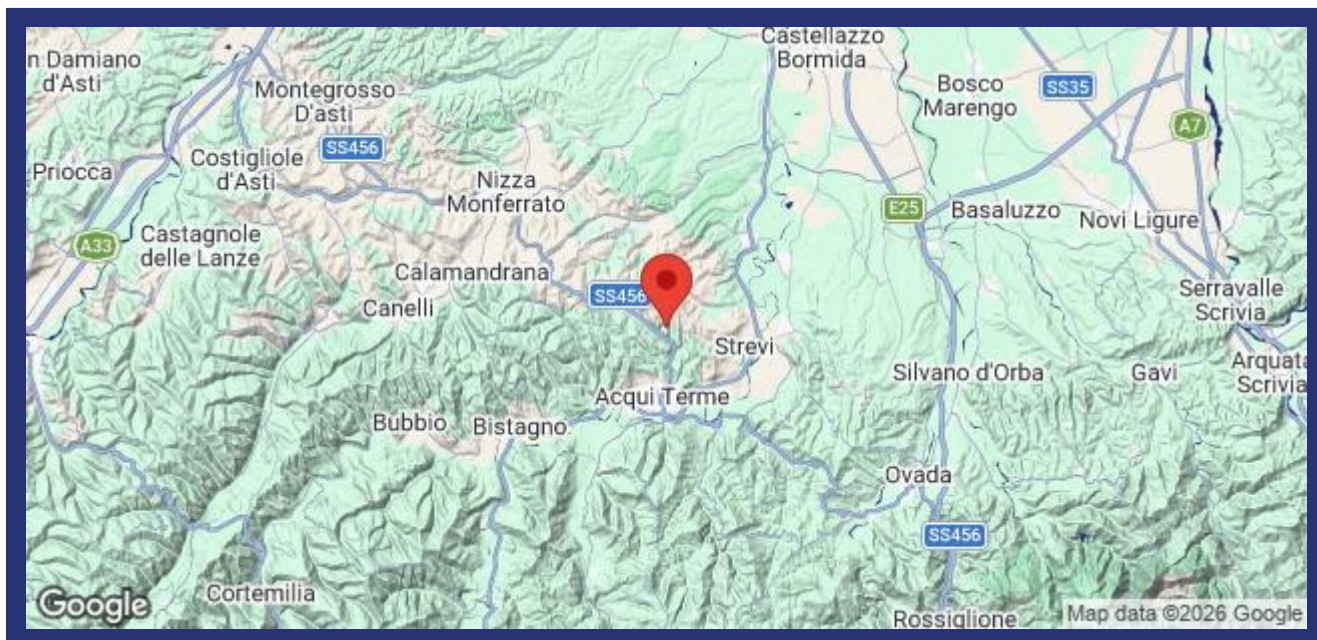 Castellazzo
Bormida
n Damiano
d'Asti
Montegrosso
D'asti
Bosco
Marengo
SS35
A7
SS456
Priocca
Costigliole
d'Asti
Nizza
Monferrato
E25
Basaluzzo
Novi Ligure
A33
Castagnole
delle Lanze
Calamandrana
Canelli
SS456
Serravalle
Scrivia
Strevi
Silvano d'Orba
Gavi
Arquata
Scrivia
Acqui Terme
Bubbio
Bistagno
Ovada
SS456
Cortemilia
Rossiglione
Google
Map data ©2026 Google